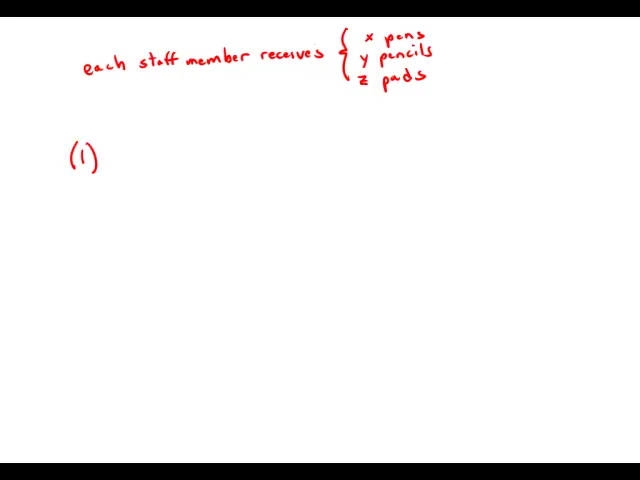 each staff member receives { x pens
y pencils
z pads
(1)